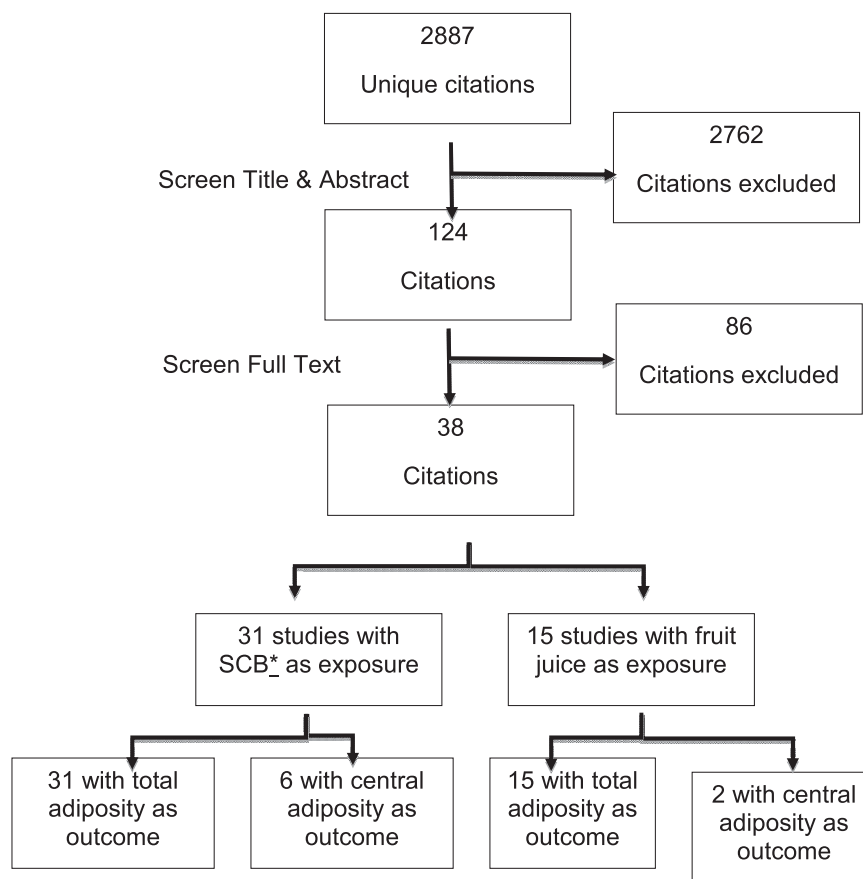 2887
Unique citations
2762
Citations excluded
Screen Title & Abstract
124
Citations
86
Citations excluded
Screen Full Text
38
Citations
31 studies with
SCB* as exposure
15 studies with fruit
juice as exposure
31 with total
adiposity as
outcome
6 with central
adiposity as
outcome
15 with total
adiposity as
outcome
2 with central
adiposity as
outcome